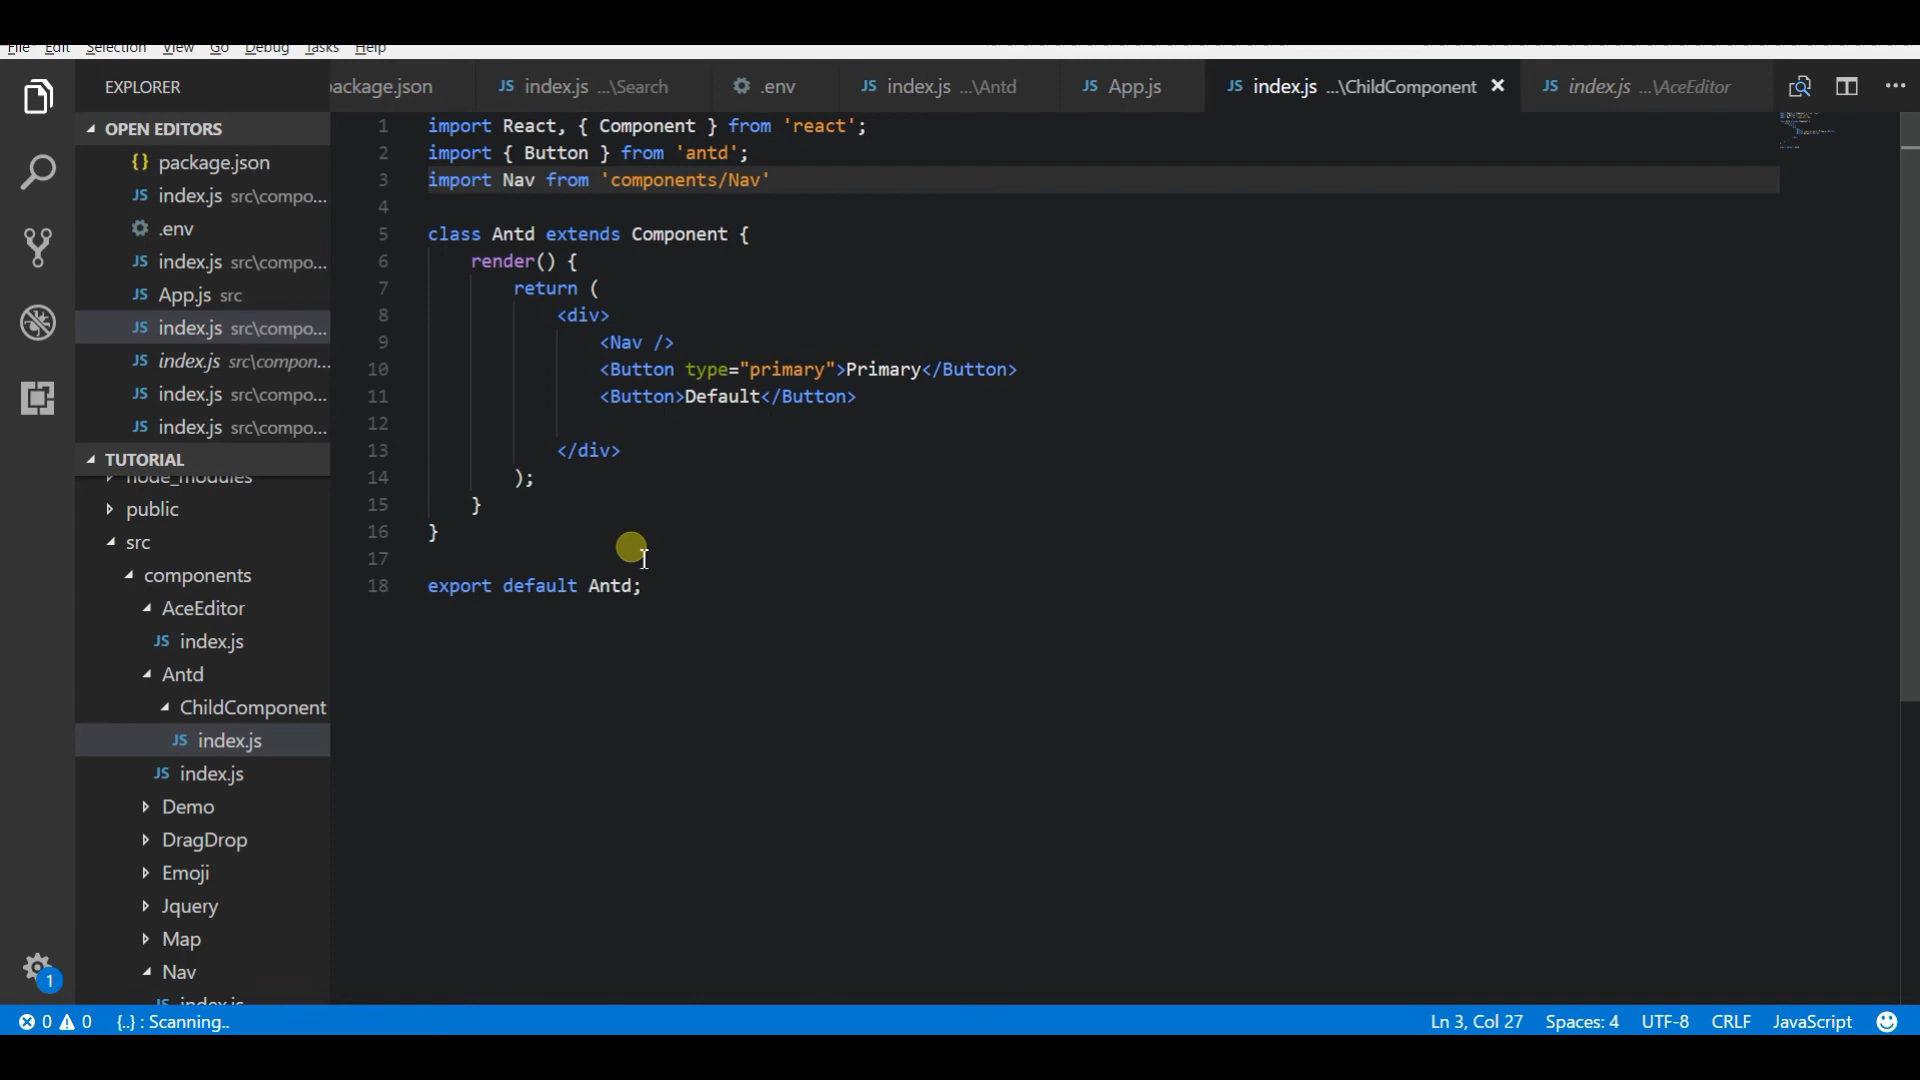 File Edit Selection View Go Debug Tasks Help
EXPLORER
OPEN EDITORS
{} package.json
JS index.js src\compo...
.env
JS index.js src\compo...
JS App.js src
JS index.js src\compo...
JS index.js src\compon...
JS index.js src\compo...
JS index.js src\compo...
TUTORIAL
node_modules
public
src
components
AceEditor
JS index.js
Antd
ChildComponent
JS index.js
JS index.js
Demo
DragDrop
Emoji
Jquery
Map
Nav
JS index.js
1
package.json
JS index.js ...\Search
.env
JS index.js ...\Antd
JS App.js
JS index.js ...\ChildComponent
JS index.js ...\AceEditor
1 import React, { Component } from 'react';
2 import { Button } from 'antd';
3 import Nav from 'components/Nav'
4
5 class Antd extends Component {
6 render() {
7 return (
8 <div>
9 <Nav />
10 <Button type="primary">Primary</Button>
11 <Button>Default</Button>
12
13 </div>
14 );
15 }
16 }
17
18 export default Antd;
0 0 {..} : Scanning.. Ln 3, Col 27 Spaces: 4 UTF-8 CRLF JavaScript